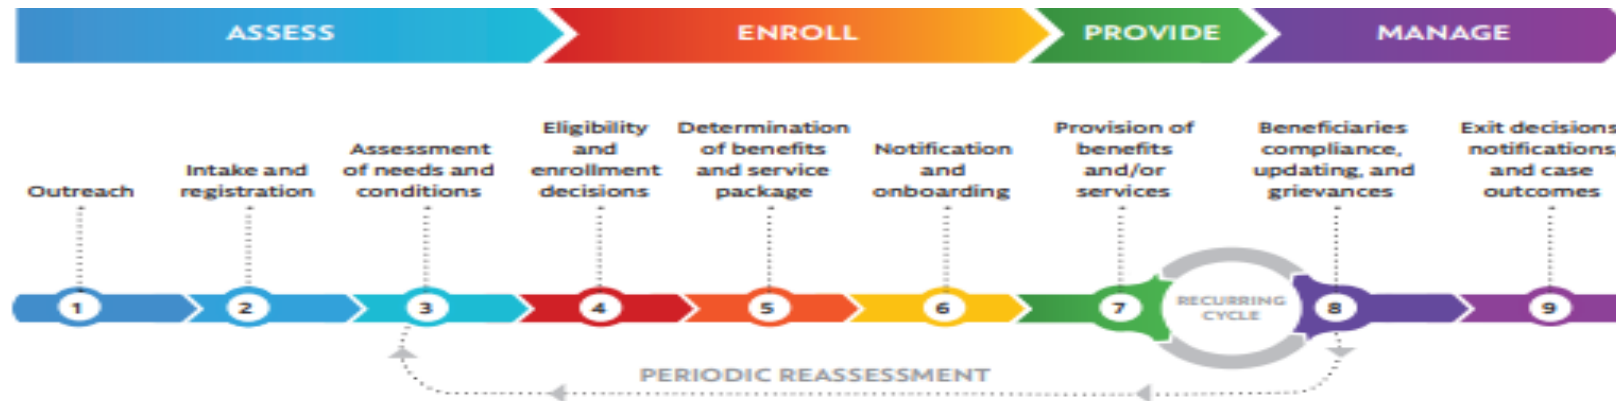 ASSESS
ENROLL
PROVIDE
MANAGE
Outreach
Intake and
registration
Assessment
of needs and
conditions
Eligibility
and
enrollment
decisions
Determination
of benefits
and service
package
Notification
and
onboarding
Provision of
benefits
and/or
services
Beneficiaries
compliance,
updating, and
grievances
Exit decisions
notifications,
and case
outcomes
1
2
3
4
5
6
7
RECURRING
CYCLE
8
9
PERIODIC REASSESSMENT